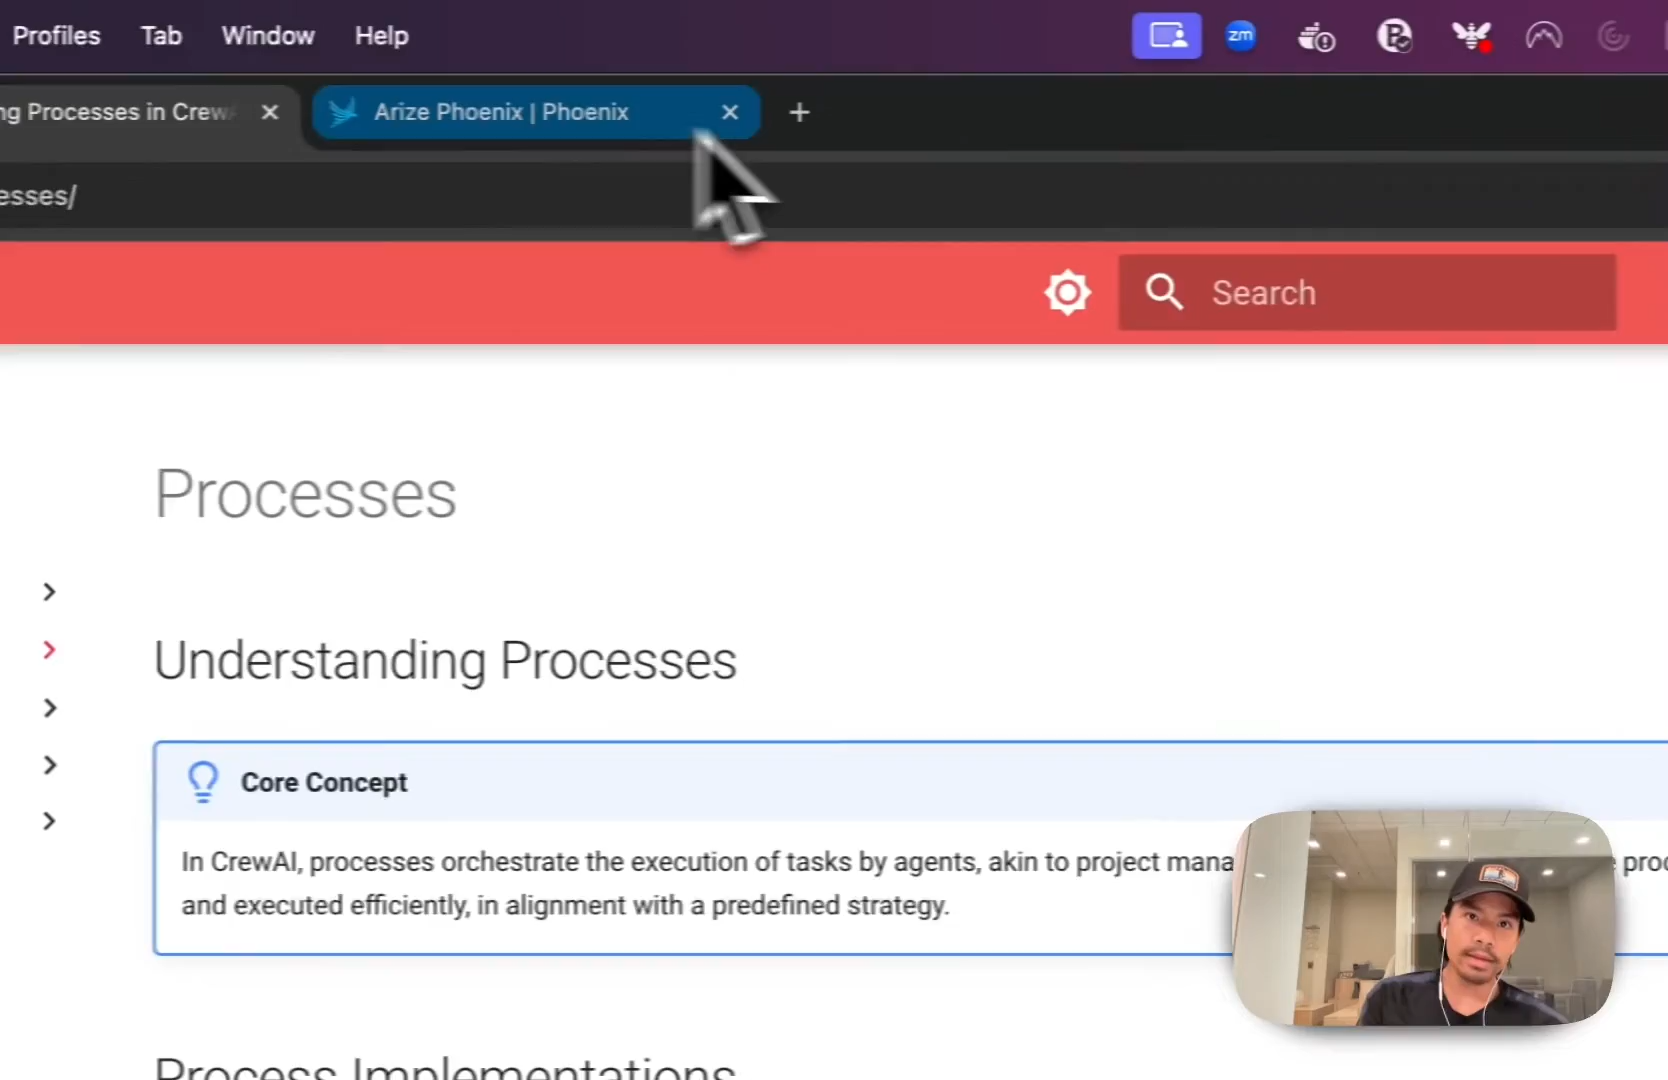 Profiles Tab Window Help
zm
ng Processes in Crew
Arize Phoenix | Phoenix
esses/
Search
Processes
Understanding Processes
Core Concept
In CrewAI, processes orchestrate the execution of tasks by agents, akin to project mana
and executed efficiently, in alignment with a predefined strategy.
Process Implementations